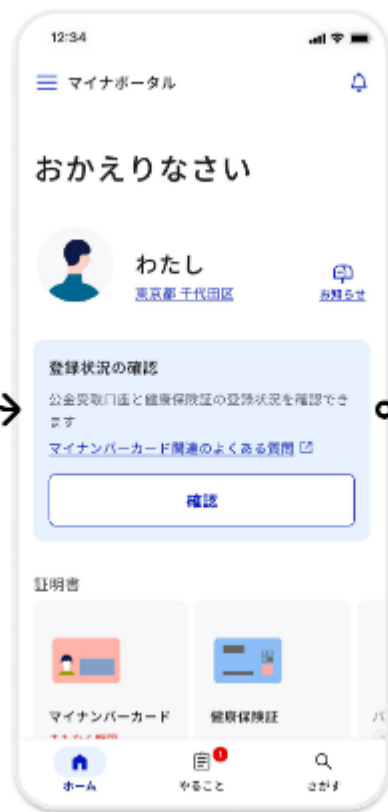 12:34
マイナポータル
おかえりなさい
わたし
東京都 千代田区
お知らせ
登録状況の確認
公金受取口座と健康保険証の登録状況を確認でき
ます
マイナンバーカード関連のよくある質問
確認
証明書
マイナンバーカード
健康保険証
パ
1
ホーム
やること
さがす